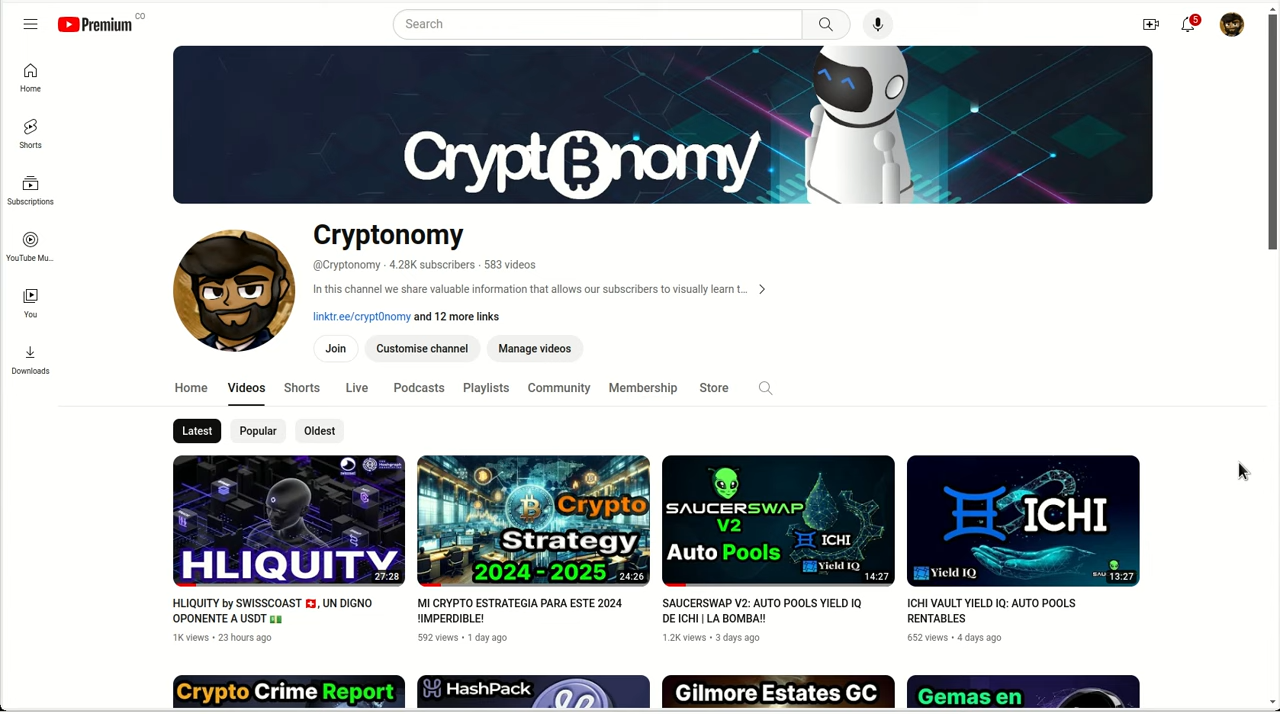 Premium CO
Search
5
Home
Shorts
Subscriptions
YouTube Mu...
You
Downloads
Cryptonomy
Cryptonomy
@Cryptonomy · 4.28K subscribers · 583 videos
In this channel we share valuable information that allows our subscribers to visually learn t...
linktr.ee/crypt0nomy and 12 more links
Join Customise channel Manage videos
Home Videos Shorts Live Podcasts Playlists Community Membership Store
Latest Popular Oldest
HLIQUITY
27:28
HLIQUITY by SWISSCOAST 🇨🇭, UN DIGNO
OPONENTE A USDT 💵
1K views • 23 hours ago
Crypto
Strategy
2024 - 2025
24:26
MI CRYPTO ESTRATEGIA PARA ESTE 2024
!IMPERDIBLE!
592 views • 1 day ago
SAUCERSWAP
V2
Auto Pools
ICHI
Yield IQ
14:27
SAUCERSWAP V2: AUTO POOLS YIELD IQ
DE ICHI | LA BOMBA!!
1.2K views • 3 days ago
ICHI
Yield IQ
13:27
ICHI VAULT YIELD IQ: AUTO POOLS
RENTABLES
652 views • 4 days ago
Crypto Crime Report
HashPack
Gilmore Estates GC
Gemas en